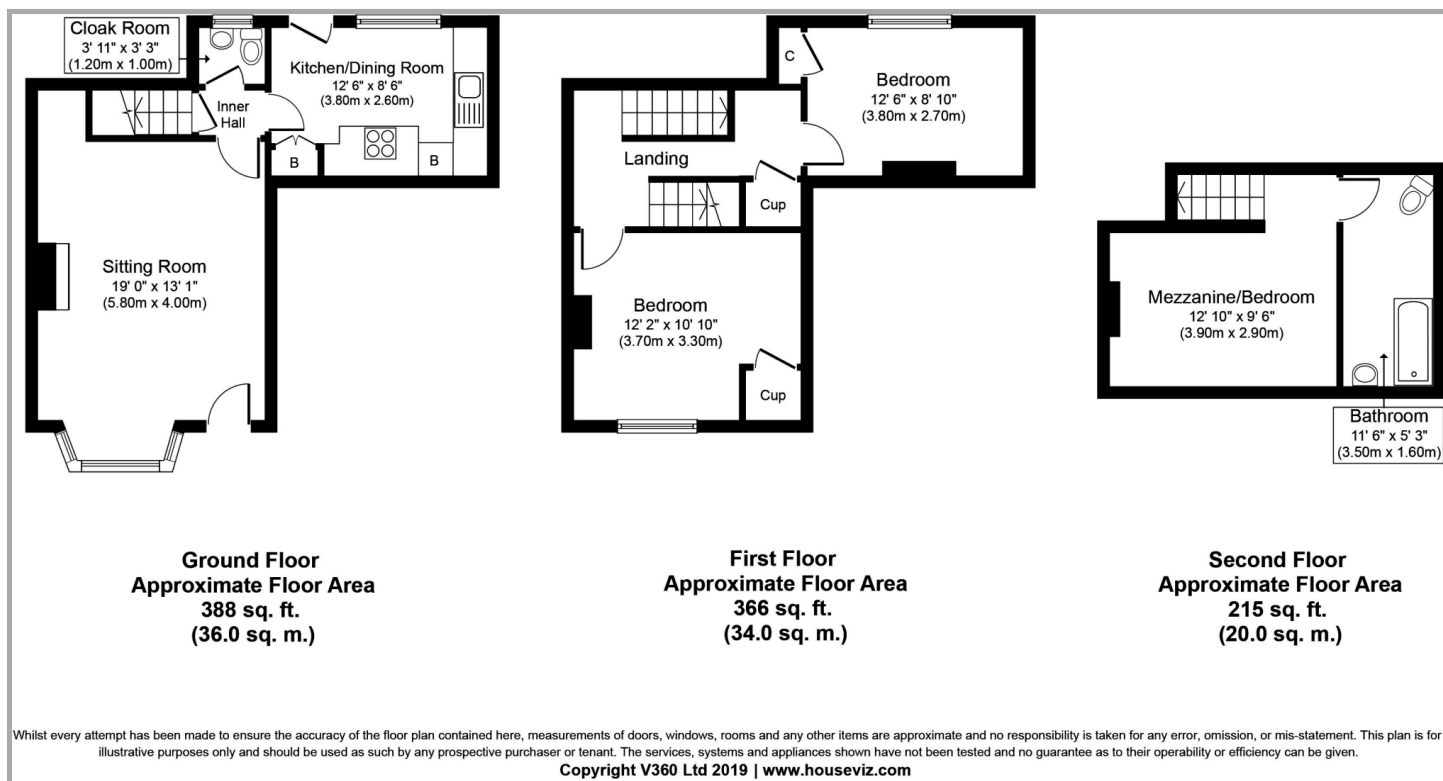 Cloak Room
3' 11" x 3' 3"
(1.20m x 1.00m)
Kitchen/Dining Room
12' 6" x 8' 6"
(3.80m x 2.60m)
Inner
Hall
B
B
Sitting Room
19' 0" x 13' 1"
(5.80m x 4.00m)
Ground Floor
Approximate Floor Area
388 sq. ft.
(36.0 sq. m.)
C
Bedroom
12' 6" x 8' 10"
(3.80m x 2.70m)
Landing
Cup
Bedroom
12' 2" x 10' 10"
(3.70m x 3.30m)
Cup
First Floor
Approximate Floor Area
366 sq. ft.
(34.0 sq. m.)
Mezzanine/Bedroom
12' 10" x 9' 6"
(3.90m x 2.90m)
Bathroom
11' 6" x 5' 3"
(3.50m x 1.60m)
Second Floor
Approximate Floor Area
215 sq. ft.
(20.0 sq. m.)
Whilst every attempt has been made to ensure the accuracy of the floor plan contained here, measurements of doors, windows, rooms and any other items are approximate and no responsibility is taken for any error, omission, or mis-statement. This plan is for
illustrative purposes only and should be used as such by any prospective purchaser or tenant. The services, systems and appliances shown have not been tested and no guarantee as to their operability or efficiency can be given.
Copyright V360 Ltd 2019 | www.houseviz.com